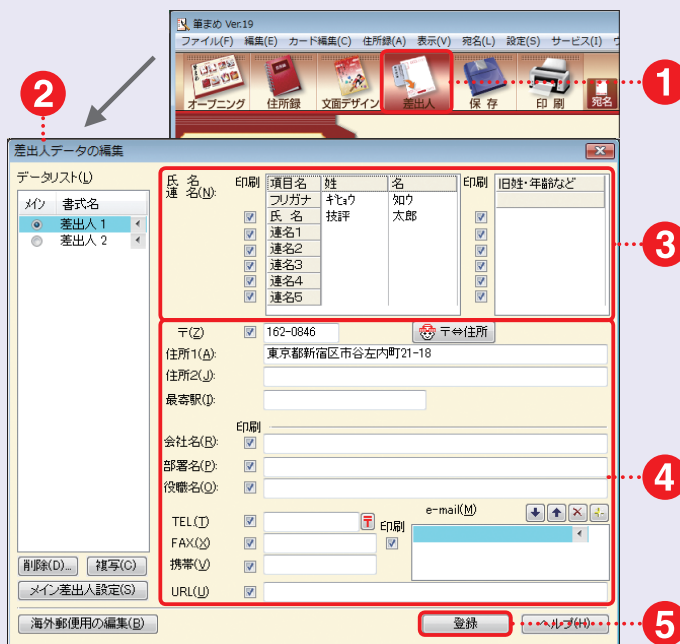 筆まめ Ver.19
ファイル(F) 編集(E) カード編集(C) 住所録(A) 表示(V) 宛名(L) 設定(S) サービス(I)
オープニング 住所録 文面デザイン 差出人 保存 印刷 宛名
1
2
差出人データの編集
データリスト(L)
メイン 書式名
差出人 1
差出人 2
氏 名 連 名(N): 印刷 項目名 姓 名 印刷 旧姓・年齢など
フリガナ ギヒョウ タロウ
氏 名 技評 太郎
連名1
連名2
連名3
連名4
連名5
3
〒(Z) 162-0846 〒⇔住所
住所1(A): 東京都新宿区市谷左内町21-18
住所2(J):
最寄駅(I):
印刷
会社名(R):
部署名(P):
役職名(O):
4
TEL(T) 〒 印刷 e-mail(M)
FAX(X)
携帯(V)
URL(U)
削除(D)... 複写(C)
メイン差出人設定(S)
海外郵便用の編集(B) 登録 ヘルプ(H)
5